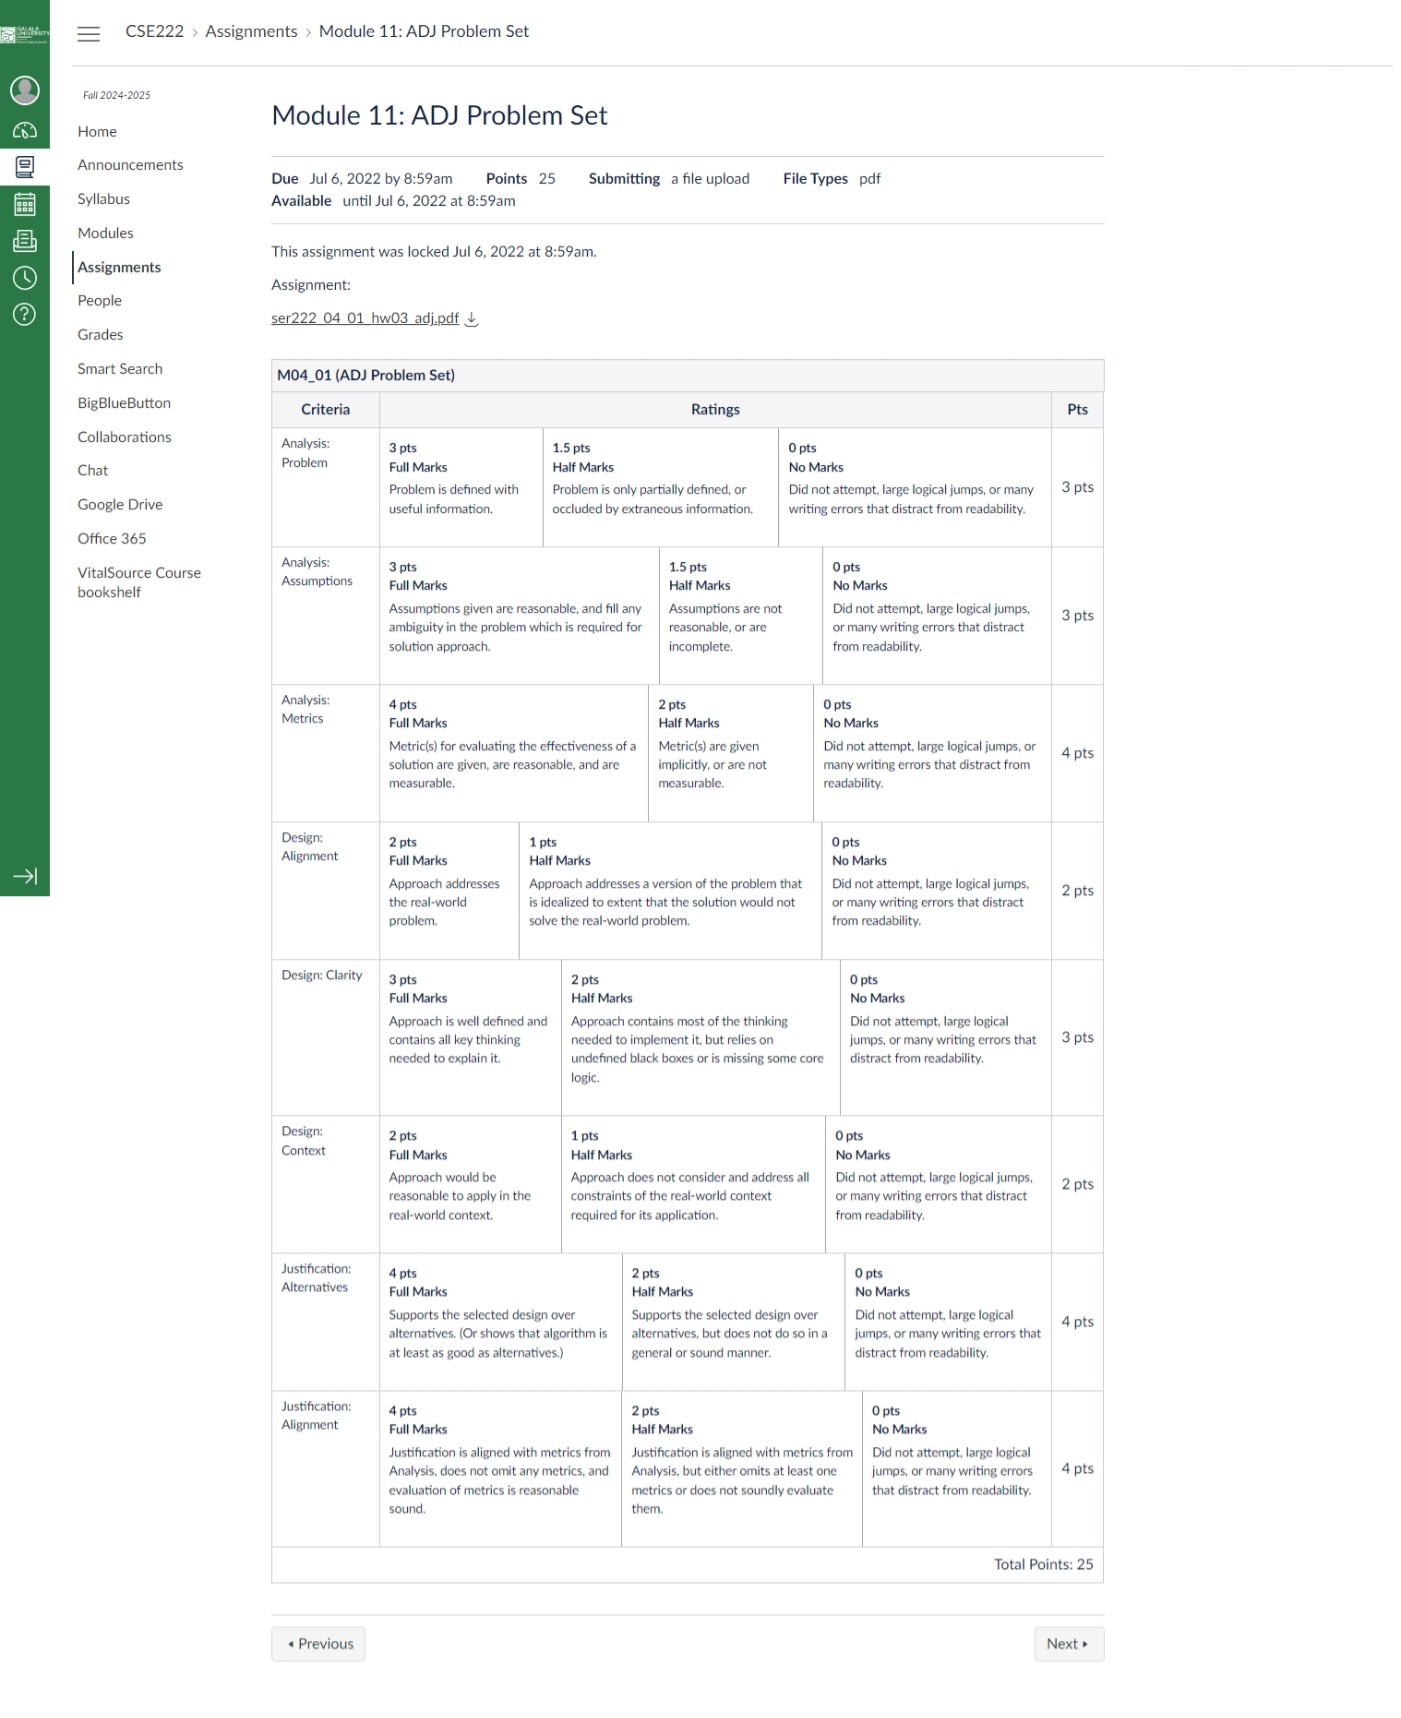 GALALA
UNIVERSITY
CSE222 › Assignments › Module 11: ADJ Problem Set
Fall 2024-2025
Home
Announcements
Syllabus
Modules
Assignments
People
Grades
Smart Search
BigBlueButton
Collaborations
Chat
Google Drive
Office 365
VitalSource Course
bookshelf
Module 11: ADJ Problem Set
Due Jul 6, 2022 by 8:59am Points 25 Submitting a file upload File Types pdf
Available until Jul 6, 2022 at 8:59am
This assignment was locked Jul 6, 2022 at 8:59am.
Assignment:
ser222_04_01_hw03_adj.pdf
M04_01 (ADJ Problem Set)
Criteria Ratings Pts
Analysis:
Problem
3 pts
Full Marks
Problem is defined with
useful information.
1.5 pts
Half Marks
Problem is only partially defined, or
occluded by extraneous information.
0 pts
No Marks
Did not attempt, large logical jumps, or many
writing errors that distract from readability.
3 pts
Analysis:
Assumptions
3 pts
Full Marks
Assumptions given are reasonable, and fill any
ambiguity in the problem which is required for
solution approach.
1.5 pts
Half Marks
Assumptions are not
reasonable, or are
incomplete.
0 pts
No Marks
Did not attempt, large logical jumps,
or many writing errors that distract
from readability.
3 pts
Analysis:
Metrics
4 pts
Full Marks
Metric(s) for evaluating the effectiveness of a
solution are given, are reasonable, and are
measurable.
2 pts
Half Marks
Metric(s) are given
implicitly, or are not
measurable.
0 pts
No Marks
Did not attempt, large logical jumps, or
many writing errors that distract from
readability.
4 pts
Design:
Alignment
2 pts
Full Marks
Approach addresses
the real-world
problem.
1 pts
Half Marks
Approach addresses a version of the problem that
is idealized to extent that the solution would not
solve the real-world problem.
0 pts
No Marks
Did not attempt, large logical jumps,
or many writing errors that distract
from readability.
2 pts
Design: Clarity
3 pts
Full Marks
Approach is well defined and
contains all key thinking
needed to explain it.
2 pts
Half Marks
Approach contains most of the thinking
needed to implement it, but relies on
undefined black boxes or is missing some core
logic.
0 pts
No Marks
Did not attempt, large logical
jumps, or many writing errors that
distract from readability.
3 pts
Design:
Context
2 pts
Full Marks
Approach would be
reasonable to apply in the
real-world context.
1 pts
Half Marks
Approach does not consider and address all
constraints of the real-world context
required for its application.
0 pts
No Marks
Did not attempt, large logical jumps,
or many writing errors that distract
from readability.
2 pts
Justification:
Alternatives
4 pts
Full Marks
Supports the selected design over
alternatives. (Or shows that algorithm is
at least as good as alternatives.)
2 pts
Half Marks
Supports the selected design over
alternatives, but does not do so in a
general or sound manner.
0 pts
No Marks
Did not attempt, large logical
jumps, or many writing errors that
distract from readability.
4 pts
Justification:
Alignment
4 pts
Full Marks
Justification is aligned with metrics from
Analysis, does not omit any metrics, and
evaluation of metrics is reasonable
sound.
2 pts
Half Marks
Justification is aligned with metrics from
Analysis, but either omits at least one
metrics or does not soundly evaluate
them.
0 pts
No Marks
Did not attempt, large logical
jumps, or many writing errors
that distract from readability.
4 pts
Total Points: 25
Previous
Next